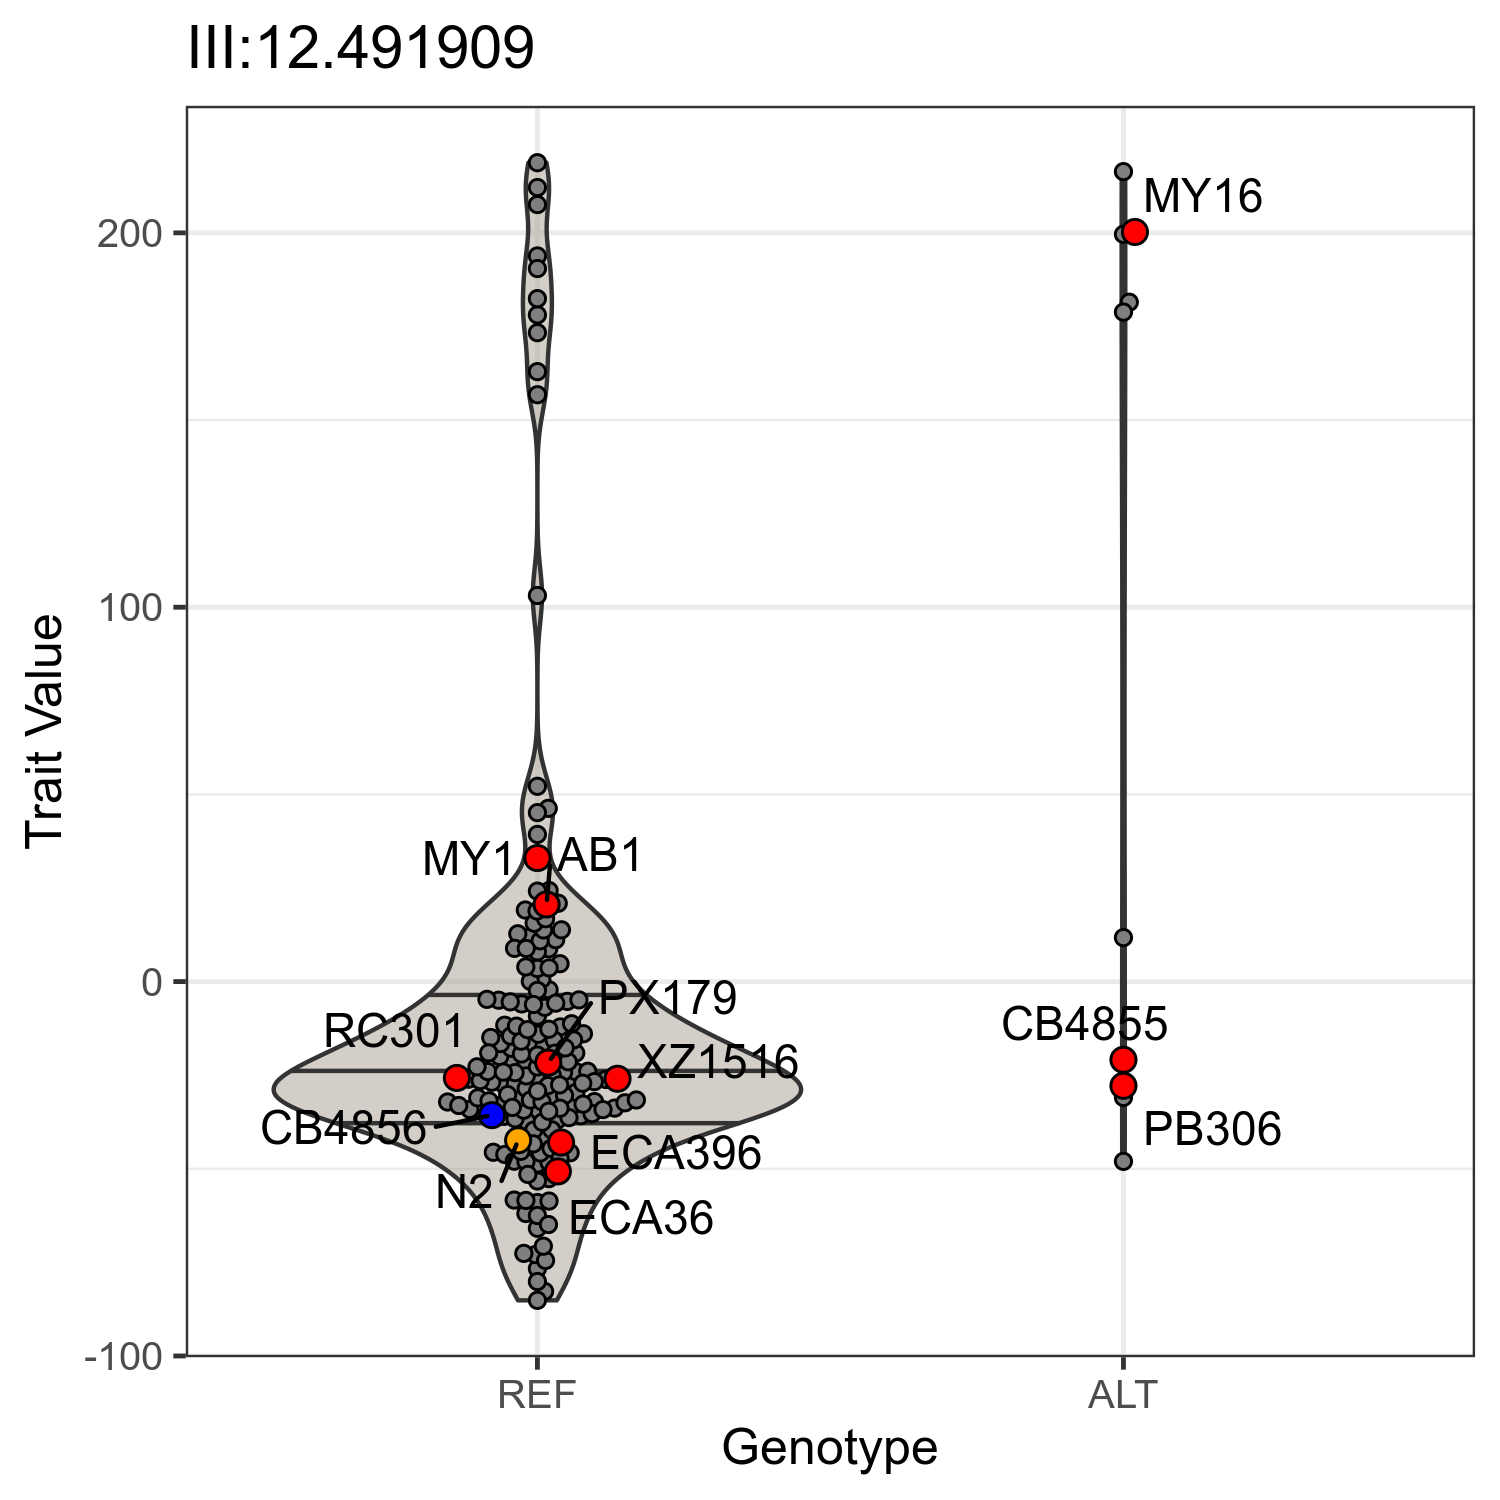 III:12.491909
MY16
200
100
MY1
AB1
0
PX179
CB4855
RC301
XZ1516
CB4856
PB306
ECA396
N2
ECA36
-100
REF
ALT
Trait Value
Genotype